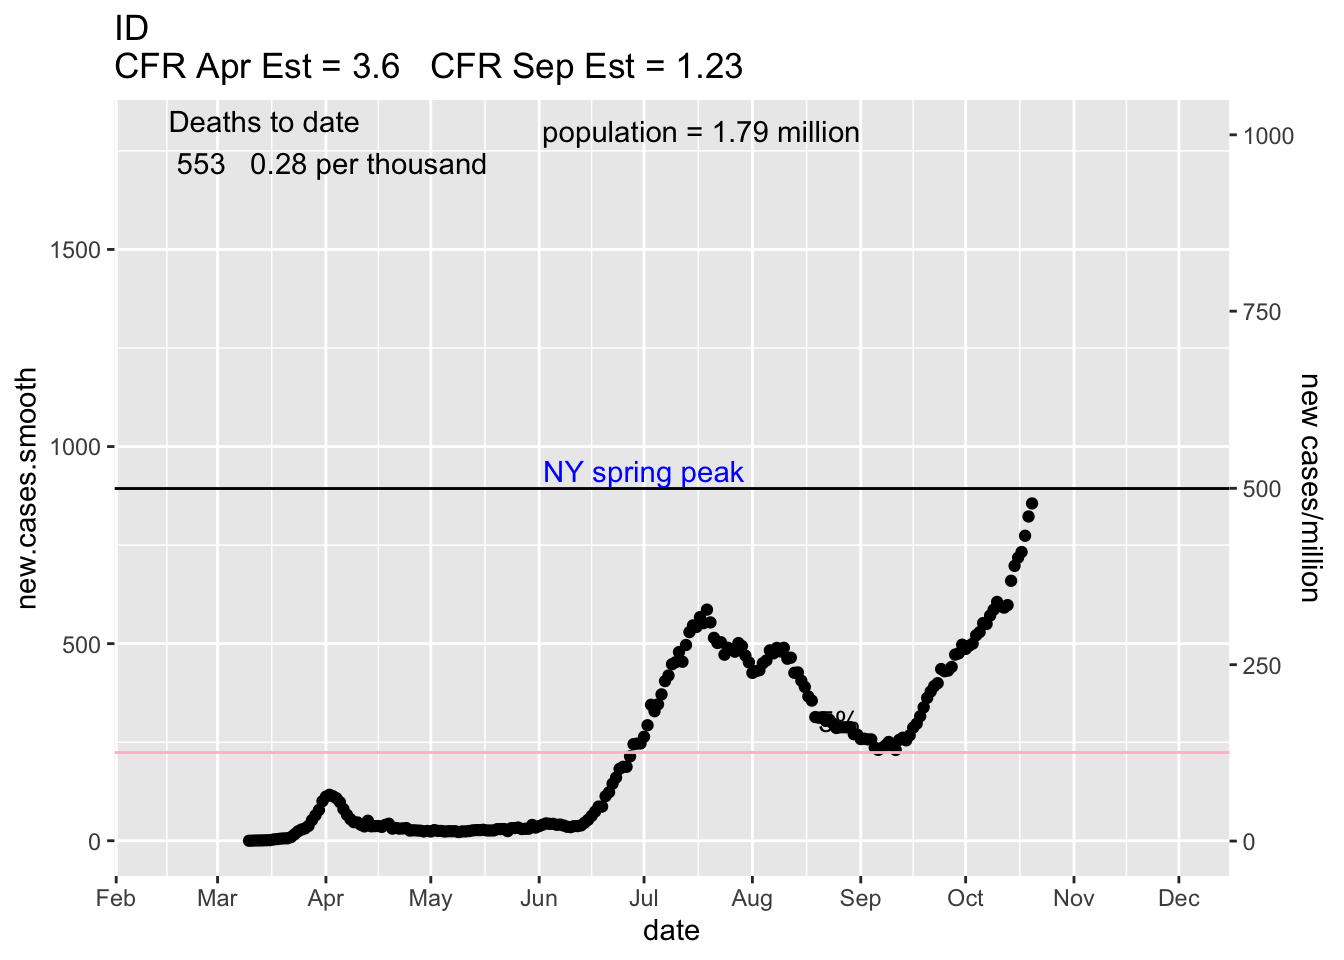 ID
CFR Apr Est = 3.6   CFR Sep Est = 1.23
Deaths to date
553   0.28 per thousand
population = 1.79 million
NY spring peak
5%
new.cases.smooth
1500
1000
500
0
1000
750
500
250
0
new cases/million
Feb Mar Apr May Jun Jul Aug Sep Oct Nov Dec
date